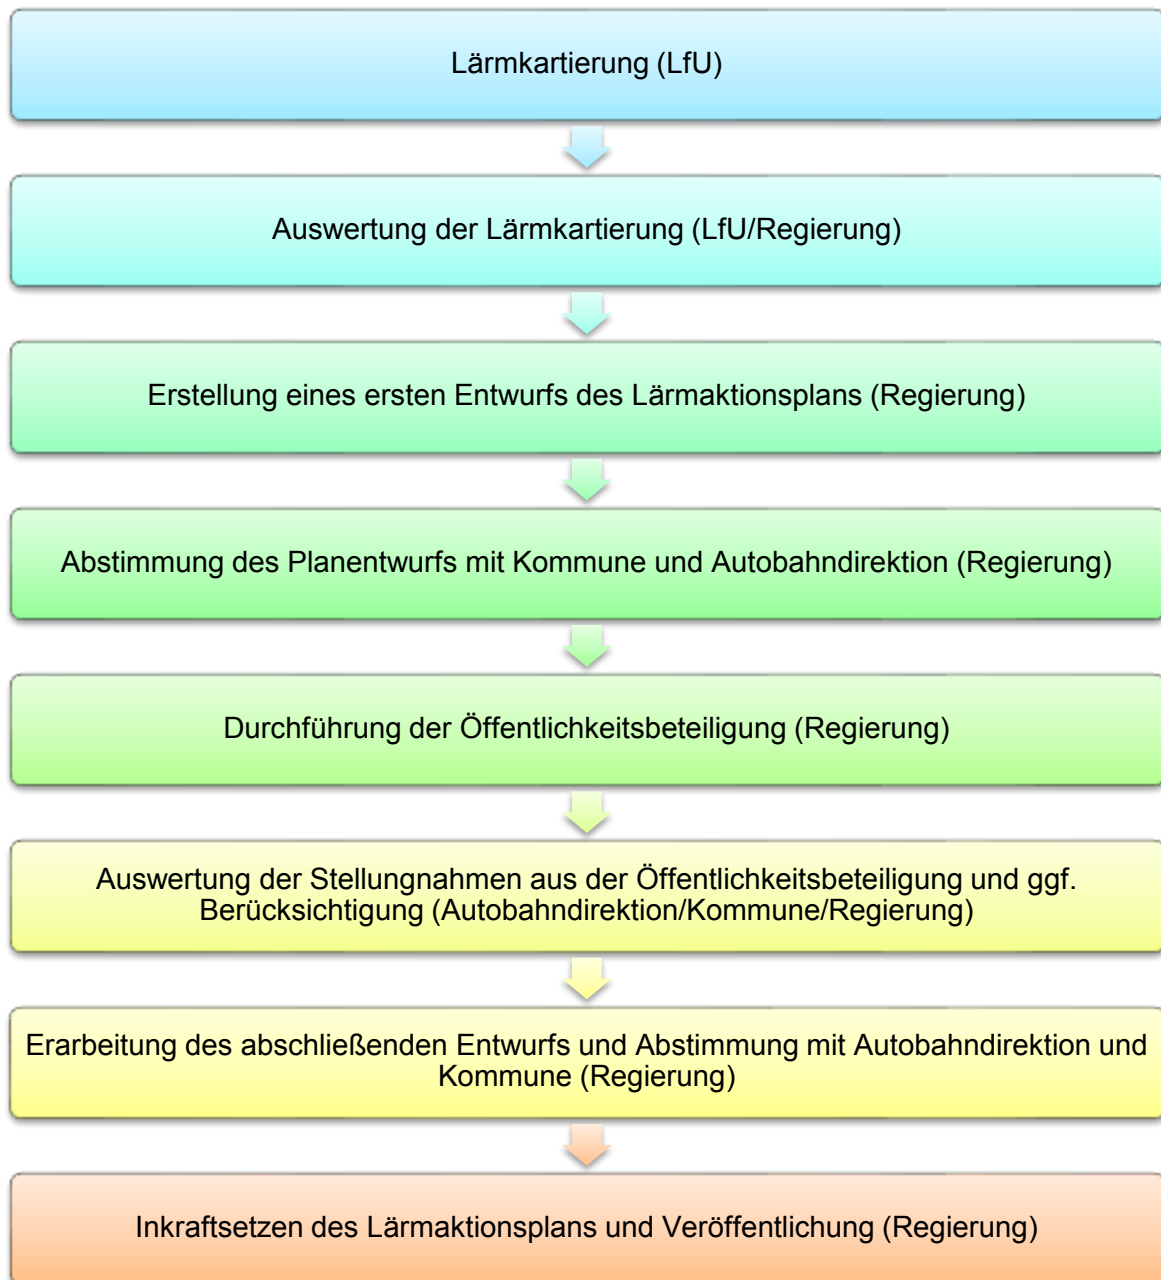 Lärmkartierung (LfU)
Auswertung der Lärmkartierung (LfU/Regierung)
Erstellung eines ersten Entwurfs des Lärmaktionsplans (Regierung)
Abstimmung des Planentwurfs mit Kommune und Autobahndirektion (Regierung)
Durchführung der Öffentlichkeitsbeteiligung (Regierung)
Auswertung der Stellungnahmen aus der Öffentlichkeitsbeteiligung und ggf.
Berücksichtigung (Autobahndirektion/Kommune/Regierung)
Erarbeitung des abschließenden Entwurfs und Abstimmung mit Autobahndirektion und
Kommune (Regierung)
Inkraftsetzen des Lärmaktionsplans und Veröffentlichung (Regierung)